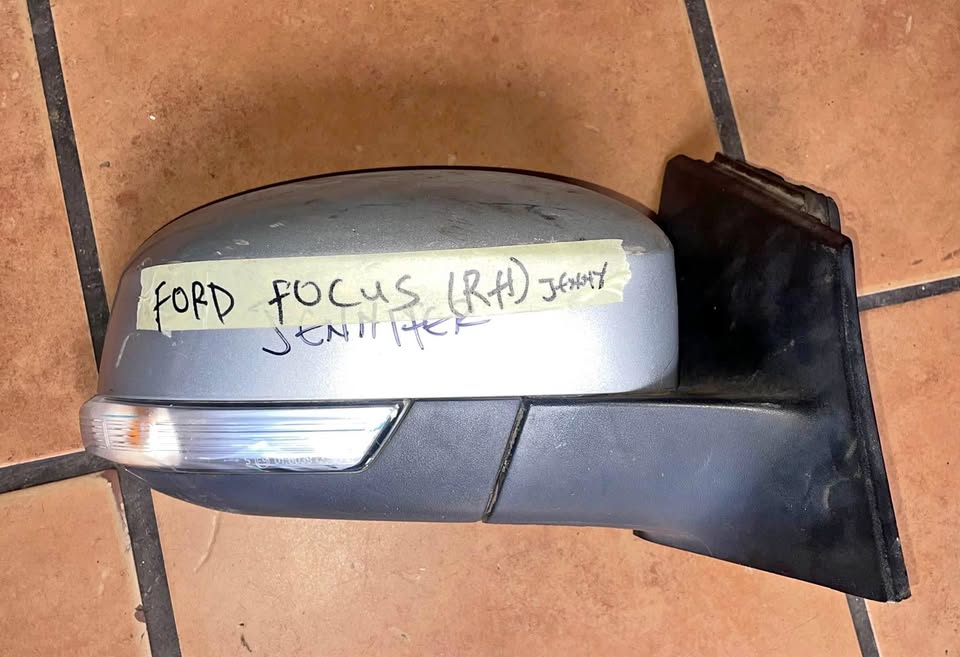 FORD FOCUS (RH) JENNY
JENNIFER